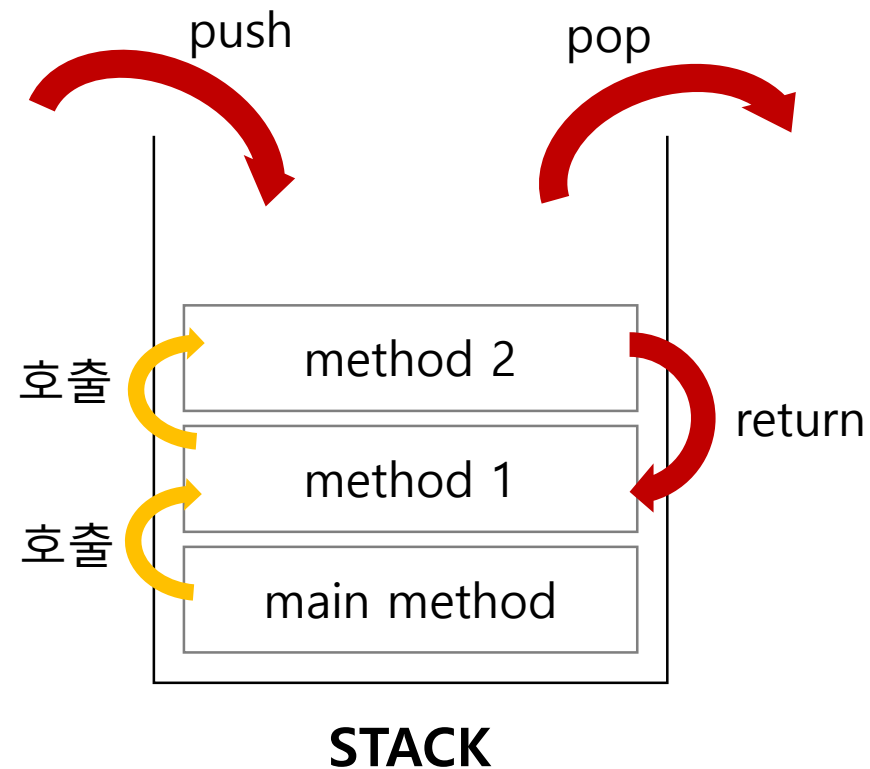 push
pop
method 2
호출
return
method 1
호출
main method
STACK